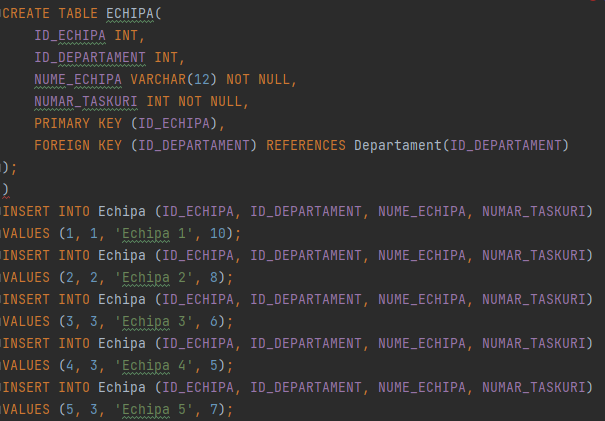 CREATE TABLE ECHIPA(
ID_ECHIPA INT,
ID_DEPARTAMENT INT,
NUME_ECHIPA VARCHAR(12) NOT NULL,
NUMAR_TASKURI INT NOT NULL,
PRIMARY KEY (ID_ECHIPA),
FOREIGN KEY (ID_DEPARTAMENT) REFERENCES Departament(ID_DEPARTAMENT)
);
)
INSERT INTO Echipa (ID_ECHIPA, ID_DEPARTAMENT, NUME_ECHIPA, NUMAR_TASKURI)
VALUES (1, 1, 'Echipa 1', 10);
INSERT INTO Echipa (ID_ECHIPA, ID_DEPARTAMENT, NUME_ECHIPA, NUMAR_TASKURI)
VALUES (2, 2, 'Echipa 2', 8);
INSERT INTO Echipa (ID_ECHIPA, ID_DEPARTAMENT, NUME_ECHIPA, NUMAR_TASKURI)
VALUES (3, 3, 'Echipa 3', 6);
INSERT INTO Echipa (ID_ECHIPA, ID_DEPARTAMENT, NUME_ECHIPA, NUMAR_TASKURI)
VALUES (4, 3, 'Echipa 4', 5);
INSERT INTO Echipa (ID_ECHIPA, ID_DEPARTAMENT, NUME_ECHIPA, NUMAR_TASKURI)
VALUES (5, 3, 'Echipa 5', 7);